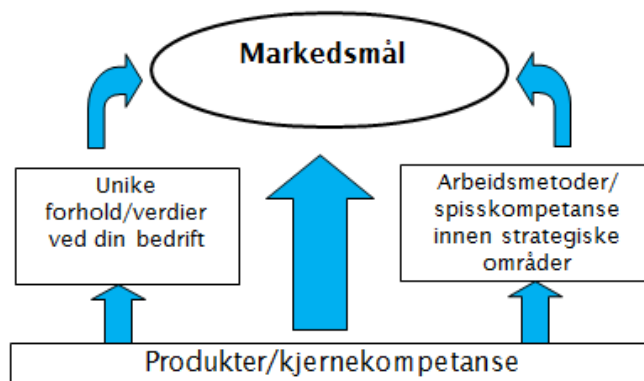 Markedsmål
Unike
forhold/verdier
ved din bedrift
Arbeidsmetoder/
spisskompetanse
innen strategiske
områder
Produkter/kjernekompetanse